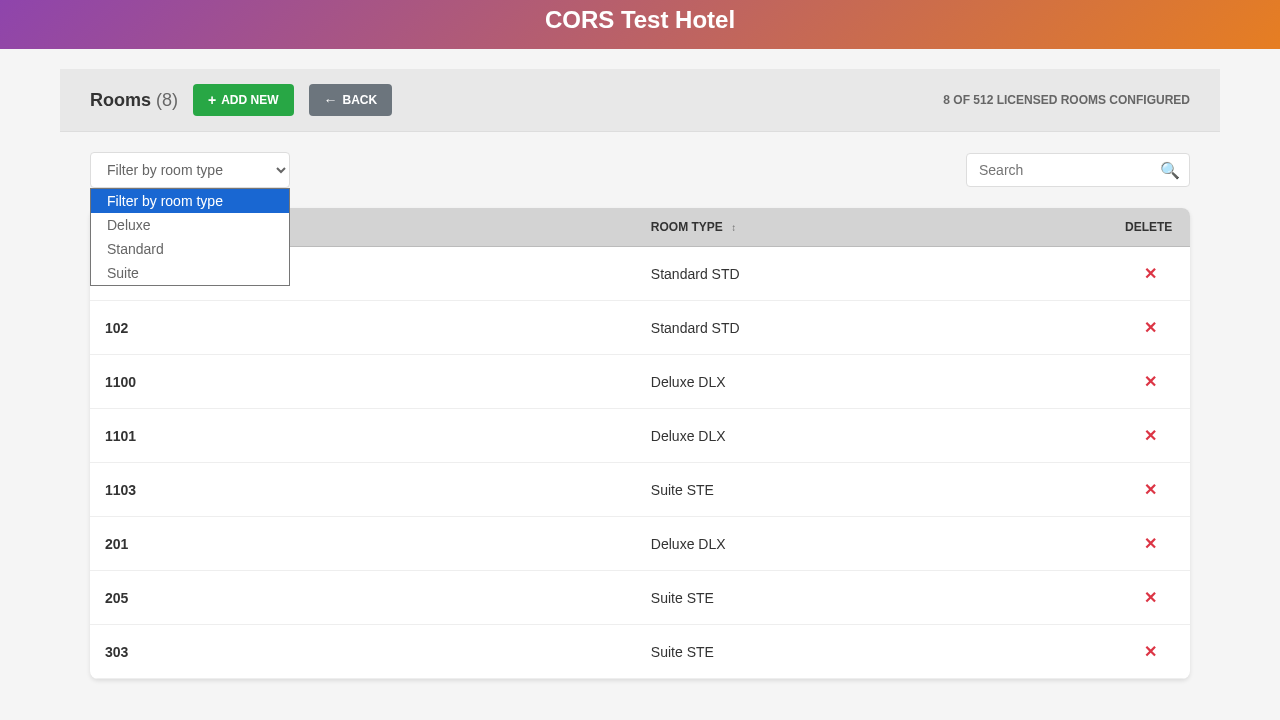 CORS Test Hotel
Rooms (8) + ADD NEW ← BACK 8 OF 512 LICENSED ROOMS CONFIGURED
Filter by room type Search
Filter by room type
Deluxe
Standard
Suite
ROOM TYPE ↕ DELETE
Standard STD ✕
102 Standard STD ✕
1100 Deluxe DLX ✕
1101 Deluxe DLX ✕
1103 Suite STE ✕
201 Deluxe DLX ✕
205 Suite STE ✕
303 Suite STE ✕